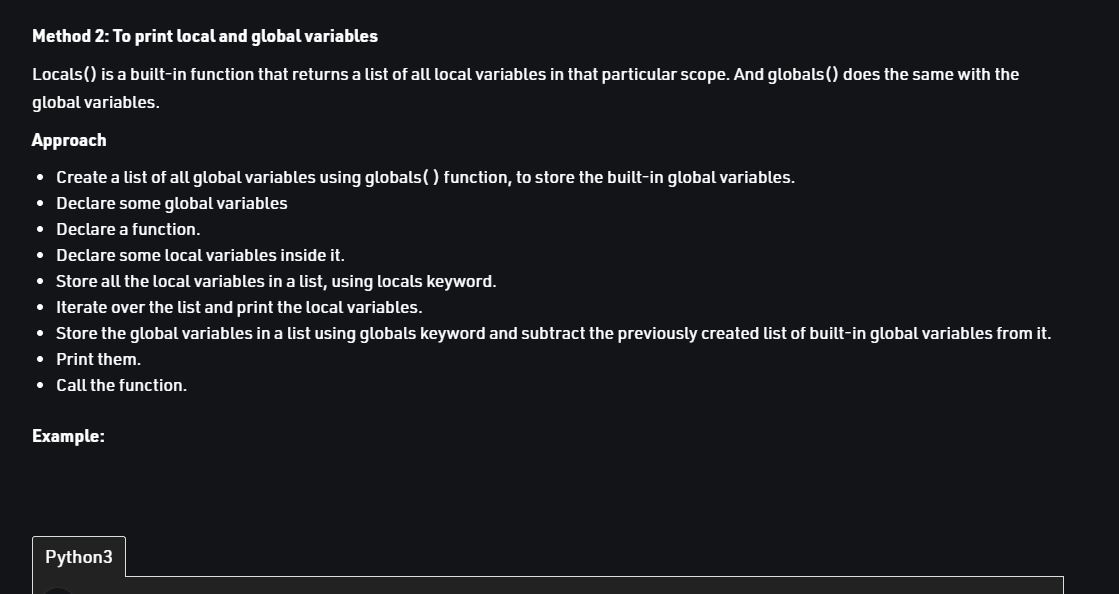 Method 2: To print local and global variables
Locals() is a built-in function that returns a list of all local variables in that particular scope. And globals() does the same with the
global variables.
Approach
• Create a list of all global variables using globals( ) function, to store the built-in global variables.
• Declare some global variables
• Declare a function.
• Declare some local variables inside it.
• Store all the local variables in a list, using locals keyword.
• Iterate over the list and print the local variables.
• Store the global variables in a list using globals keyword and subtract the previously created list of built-in global variables from it.
• Print them.
• Call the function.
Example:
Python3